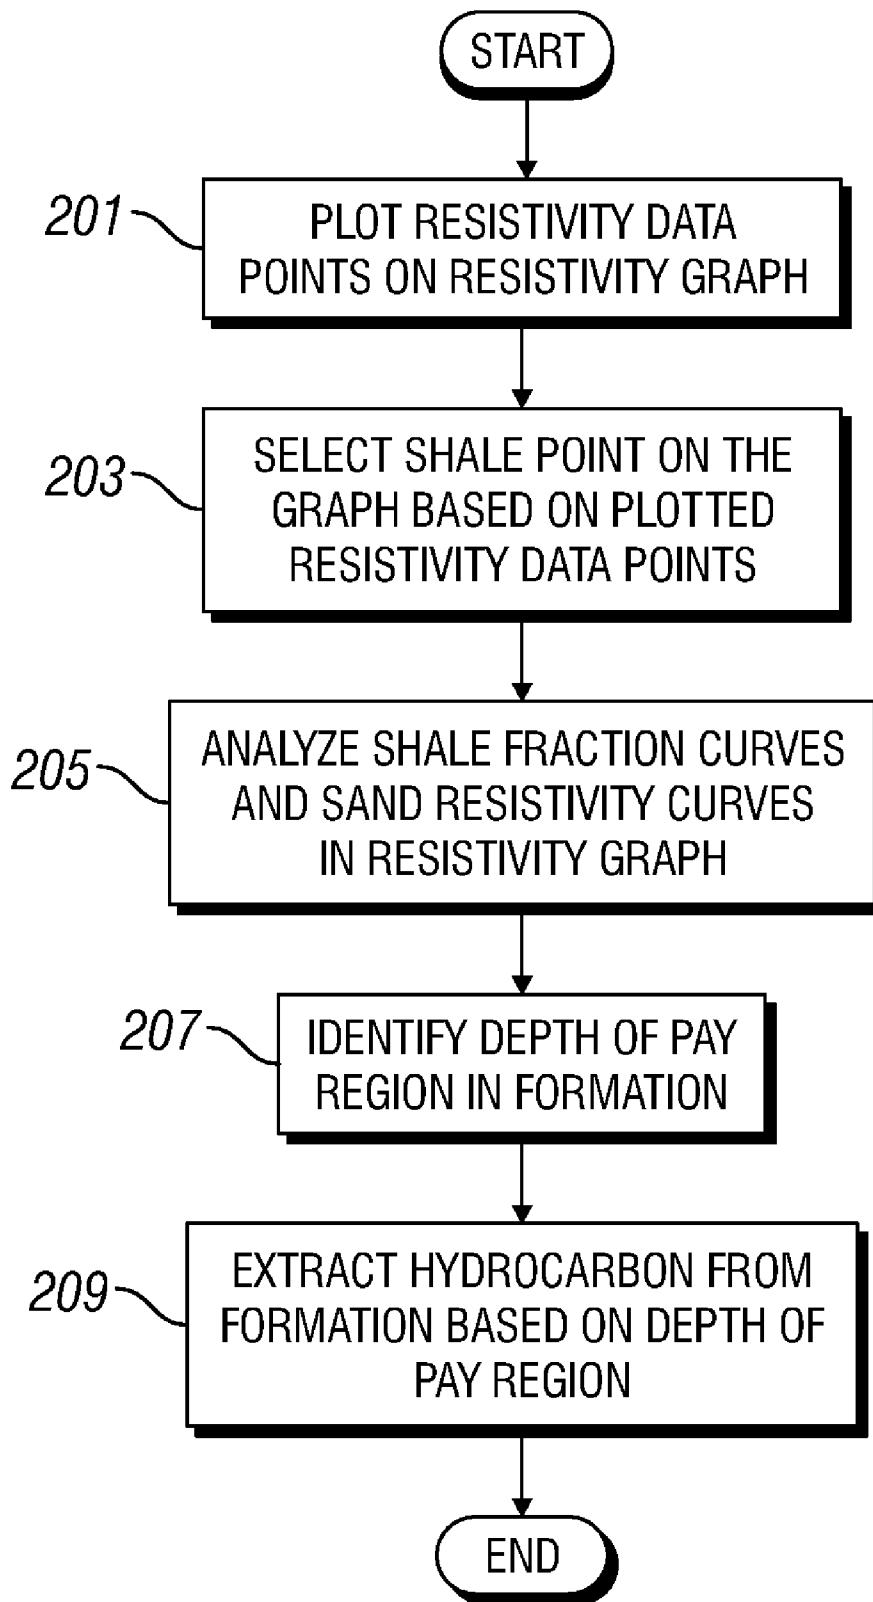 START
201
PLOT RESISTIVITY DATA
POINTS ON RESISTIVITY GRAPH
203
SELECT SHALE POINT ON THE
GRAPH BASED ON PLOTTED
RESISTIVITY DATA POINTS
205
ANALYZE SHALE FRACTION CURVES
AND SAND RESISTIVITY CURVES
IN RESISTIVITY GRAPH
207
IDENTIFY DEPTH OF PAY
REGION IN FORMATION
209
EXTRACT HYDROCARBON FROM
FORMATION BASED ON DEPTH OF
PAY REGION
END